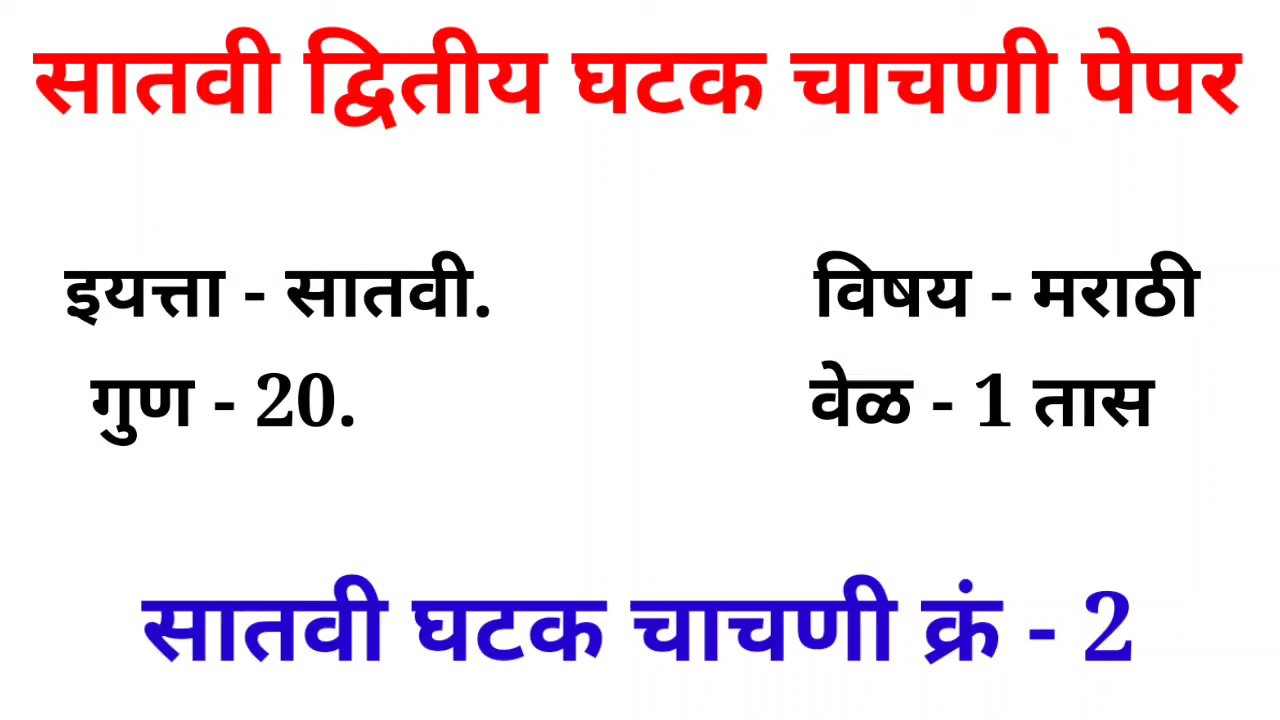 सातवी द्वितीय घटक चाचणी पेपर
इयत्ता - सातवी. विषय - मराठी
गुण - 20. वेळ - 1 तास
सातवी घटक चाचणी क्रं - 2